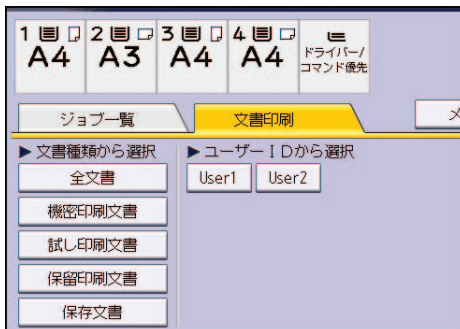 1 2 3 4
A4 A3 A4 A4 ドライバー/
コマンド優先
ジョブ一覧 文書印刷
▶文書種類から選択 ▶ユーザーIDから選択
全文書 User1 User2
機密印刷文書
試し印刷文書
保留印刷文書
保存文書